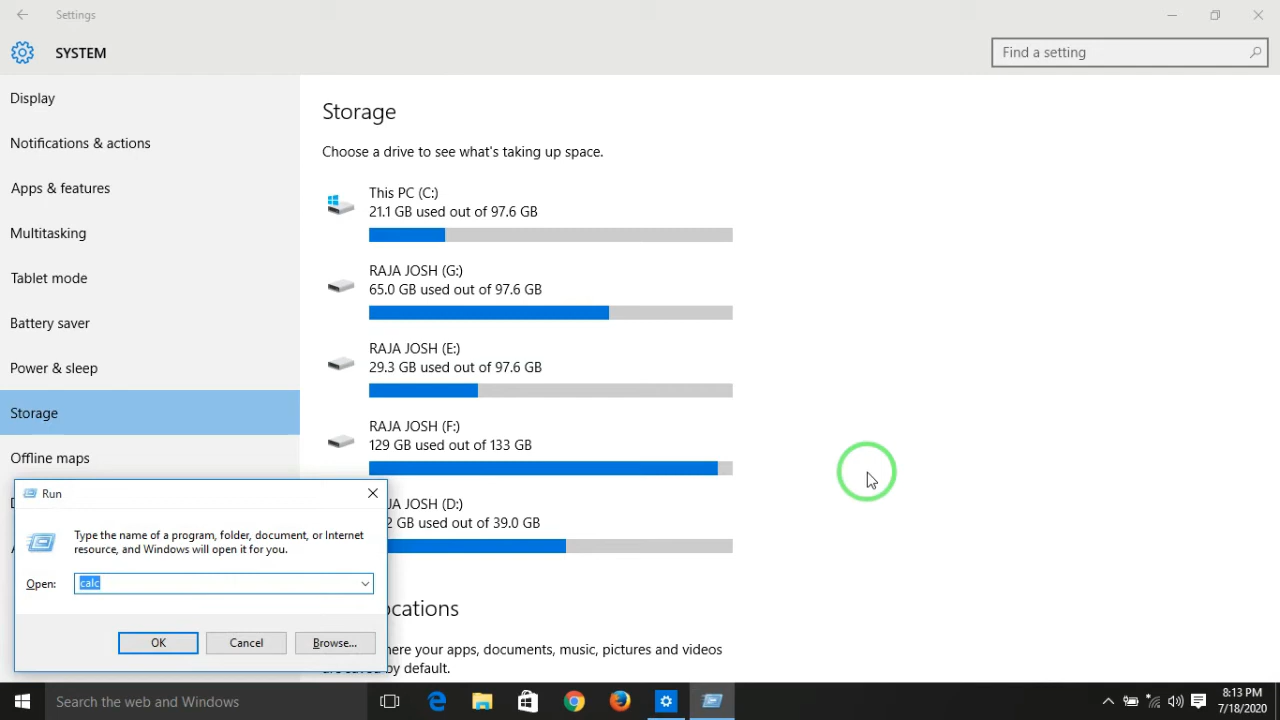 Settings
SYSTEM
Find a setting
Display
Notifications & actions
Apps & features
Multitasking
Tablet mode
Battery saver
Power & sleep
Storage
Offline maps
Storage
Choose a drive to see what's taking up space.
This PC (C:)
21.1 GB used out of 97.6 GB
RAJA JOSH (G:)
65.0 GB used out of 97.6 GB
RAJA JOSH (E:)
29.3 GB used out of 97.6 GB
RAJA JOSH (F:)
129 GB used out of 133 GB
JOSH (D:)
GB used out of 39.0 GB
your apps, documents, music, pictures and videos
by default.
Run
Type the name of a program, folder, document, or Internet
resource, and Windows will open it for you.
Open:
calc
OK
Cancel
Browse...
Search the web and Windows
8:13 PM
7/18/2020